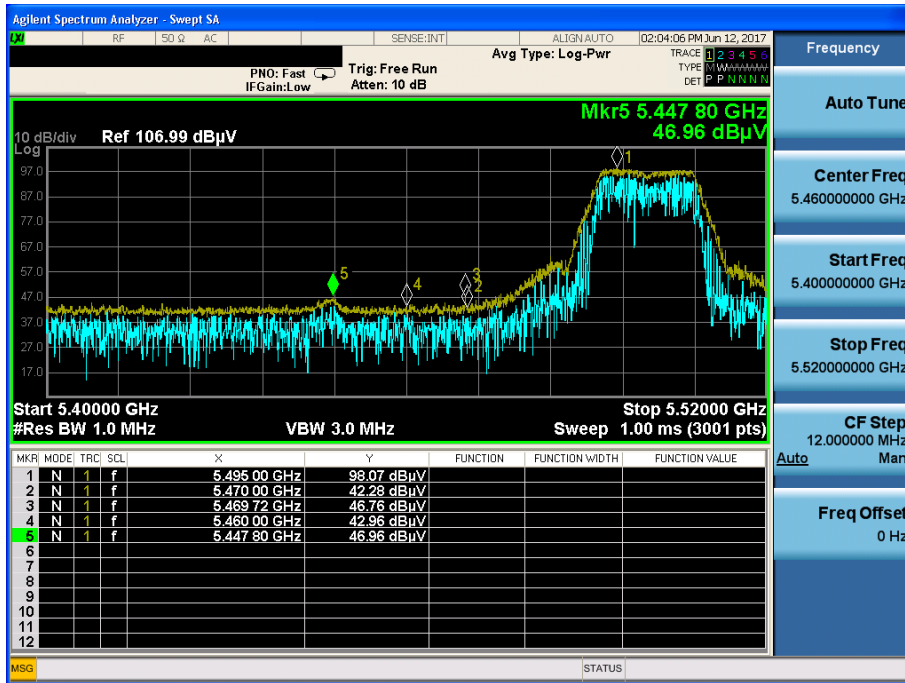 Agilent Spectrum Analyzer - Swept SA
LXI RF 50 Ω AC SENSE:INT ALIGN AUTO 02:04:06 PM Jun 12, 2017
Frequency
PNO: Fast Trig: Free Run Avg Type: Log-Pwr TRACE 1 2 3 4 5 6
IFGain:Low Atten: 10 dB TYPE M W W W W W
DET P P N N N N
Auto Tune
Mkr5 5.447 80 GHz
46.96 dBµV
10 dB/div Ref 106.99 dBµV
Log
97.0
87.0
77.0
67.0
57.0
47.0
37.0
27.0
17.0
1
5
4
3
2
Center Freq
5.460000000 GHz
Start Freq
5.400000000 GHz
Stop Freq
5.520000000 GHz
Start 5.40000 GHz Stop 5.52000 GHz
#Res BW 1.0 MHz VBW 3.0 MHz Sweep 1.00 ms (3001 pts)
CF Step
12.000000 MHz
Auto Man
Freq Offset
0 Hz
MKR MODE TRC SCL X Y FUNCTION FUNCTION WIDTH FUNCTION VALUE
1 N 1 f 5.495 00 GHz 98.07 dBµV
2 N 1 f 5.470 00 GHz 42.28 dBµV
3 N 1 f 5.469 72 GHz 46.76 dBµV
4 N 1 f 5.460 00 GHz 42.96 dBµV
5 N 1 f 5.447 80 GHz 46.96 dBµV
6
7
8
9
10
11
12
MSG STATUS